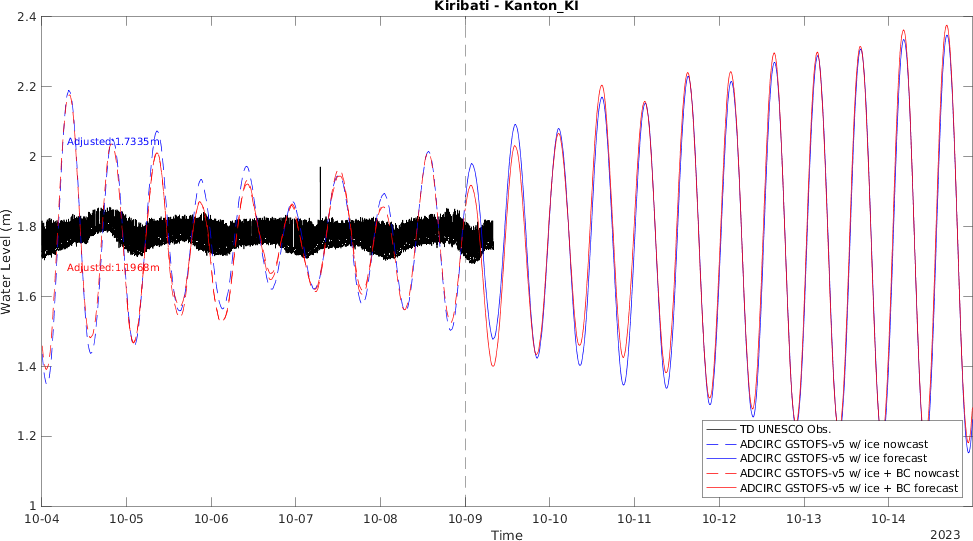 Kiribati - Kanton_KI
2.4
2.2
2
1.8
1.6
1.4
1.2
1
Water Level (m)
Adjusted:1.7335m
Adjusted:1.1968m
TD UNESCO Obs.
ADCIRC GSTOFS-v5 w/ ice nowcast
ADCIRC GSTOFS-v5 w/ ice forecast
ADCIRC GSTOFS-v5 w/ ice + BC nowcast
ADCIRC GSTOFS-v5 w/ ice + BC forecast
10-04 10-05 10-06 10-07 10-08 10-09 10-10 10-11 10-12 10-13 10-14
Time
2023